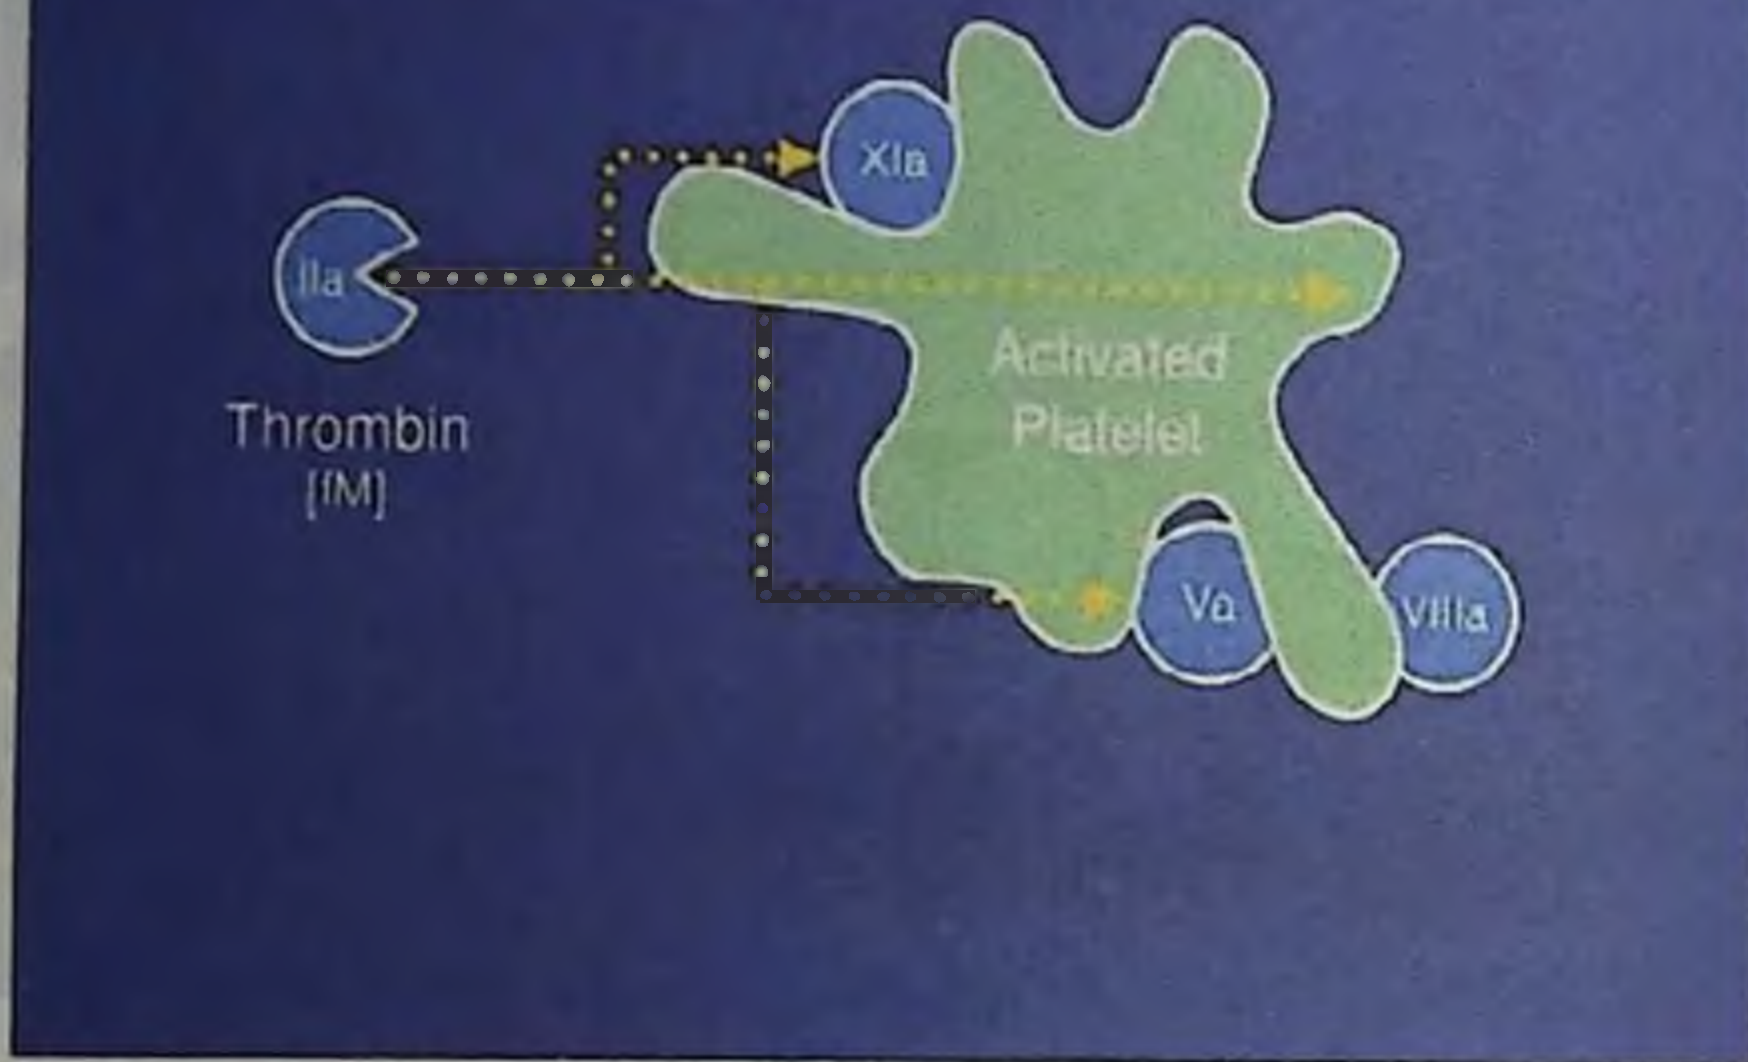 XIa
IIa
Activated
Platelet
Thrombin
[fM]
Va
VIIIa